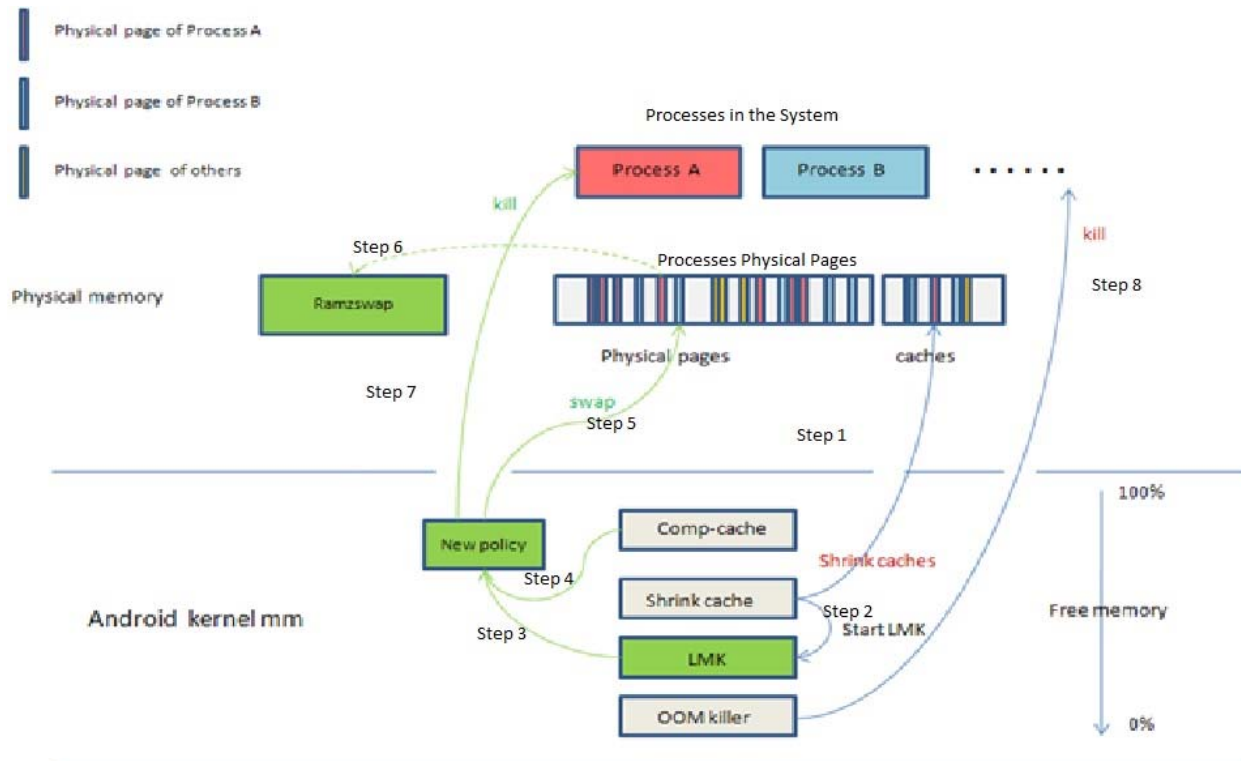 Physical page of Process A
Physical page of Process B
Physical page of others
Processes in the System
Process A
Process B
......
kill
kill
Step 6
Processes Physical Pages
Step 8
Physical memory
Ramzswap
Physical pages
caches
Step 7
swap
Step 5
Step 1
100%
New policy
Comp-cache
Step 4
Shrink caches
Shrink cache
Step 2
Free memory
Android kernel mm
Start LMK
Step 3
LMK
OOM killer
0%